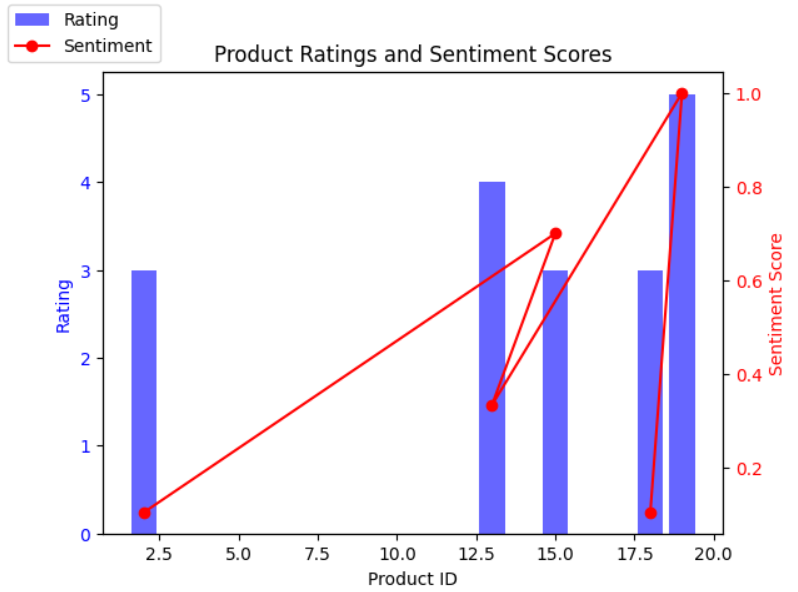 Rating
Sentiment
Product Ratings and Sentiment Scores
5
4
3
2
1
0
Rating
1.0
0.8
0.6
0.4
0.2
Sentiment Score
2.5 5.0 7.5 10.0 12.5 15.0 17.5 20.0
Product ID